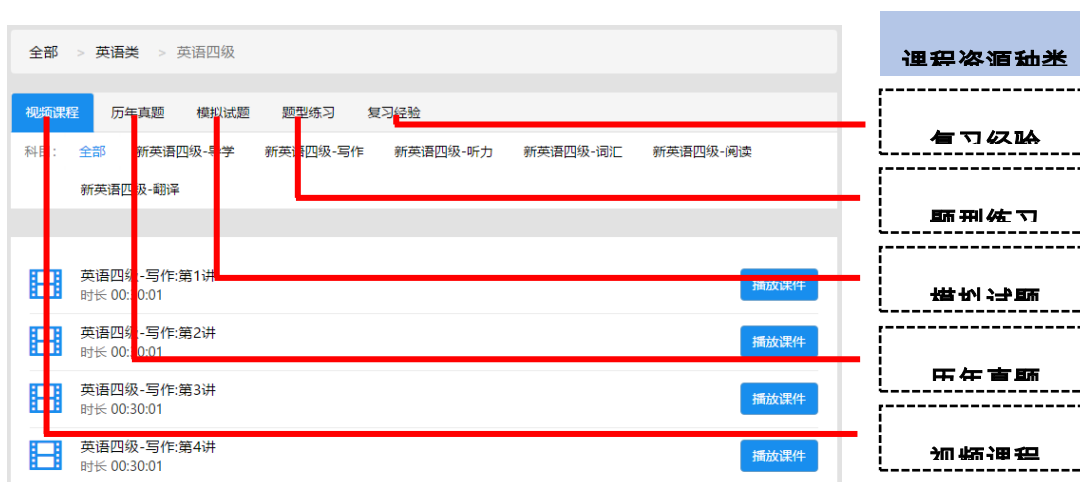 全部 > 英语类 > 英语四级
视频课程 历年真题 模拟试题 题型练习 复习经验
科目: 全部 新英语四级-导学 新英语四级-写作 新英语四级-听力 新英语四级-词汇 新英语四级-阅读
新英语四级-翻译
英语四级-写作:第1讲
时长 00:30:01
播放课件
英语四级-写作:第2讲
时长 00:30:01
播放课件
英语四级-写作:第3讲
时长 00:30:01
播放课件
英语四级-写作:第4讲
时长 00:30:01
播放课件
课程资源种类
复习经验
题型练习
模拟试题
历年真题
视频课程